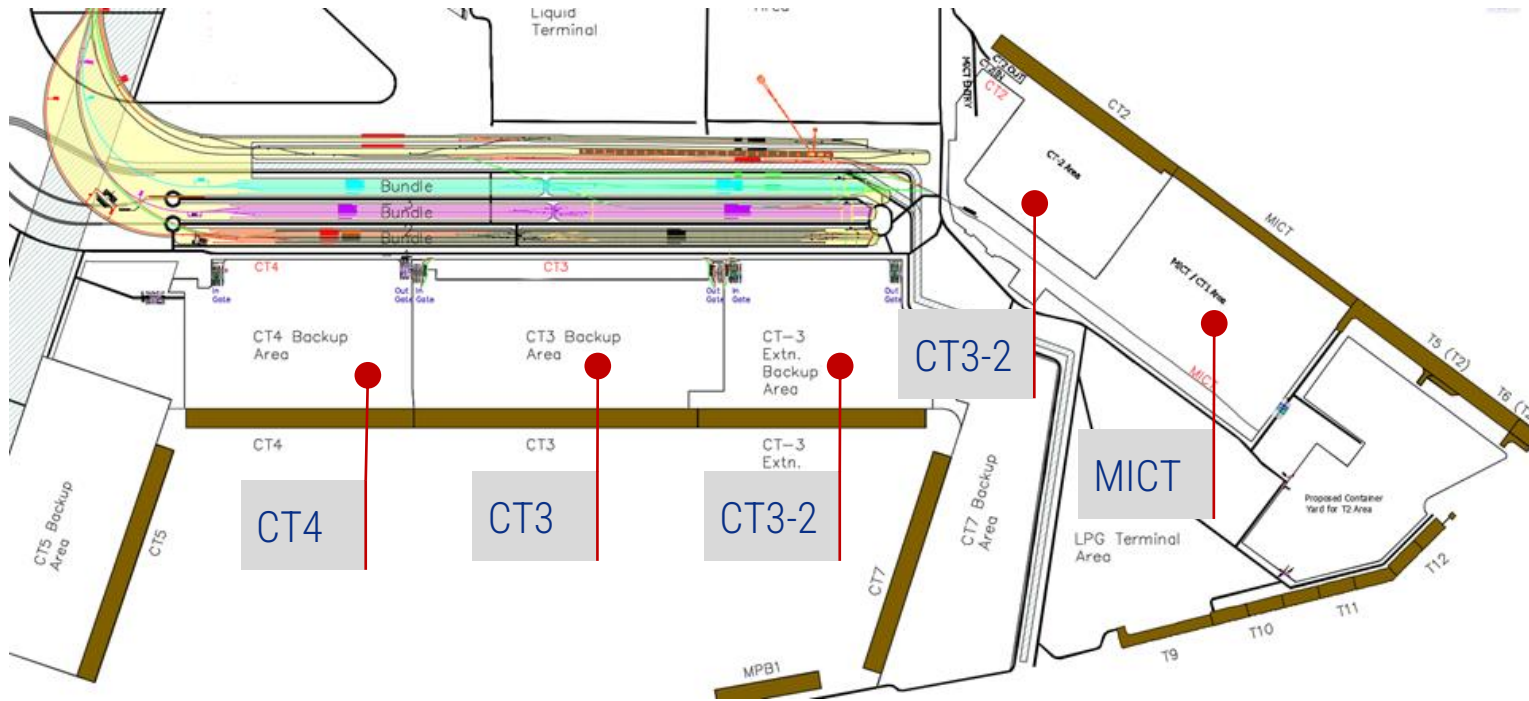 Liquid
Terminal
Area
MICT ENTRY
CT2 IN
CT2 OUT
CT2
CT2
CT-2 Area
MICT
MICT / CT1 Area
MICT
T5 (T2)
T6 (T2
Bundle
Bundle
3
Bundle
2
CT4
CT3
In
Gate
Out
Gate
In
Gate
Out
Gate
In
Gate
Out
Gate
CT4 Backup
Area
CT3 Backup
Area
CT-3
Extn.
Backup
Area
CT3-2
CT4
CT3
CT-3
Extn.
CT4
CT3
CT3-2
MICT
CT5 Backup
Area
CT5
CT7 Backup
Area
CT7
LPG Terminal
Area
Proposed Container
Yard for T2 Area
T12
T11
T10
T9
MPB1